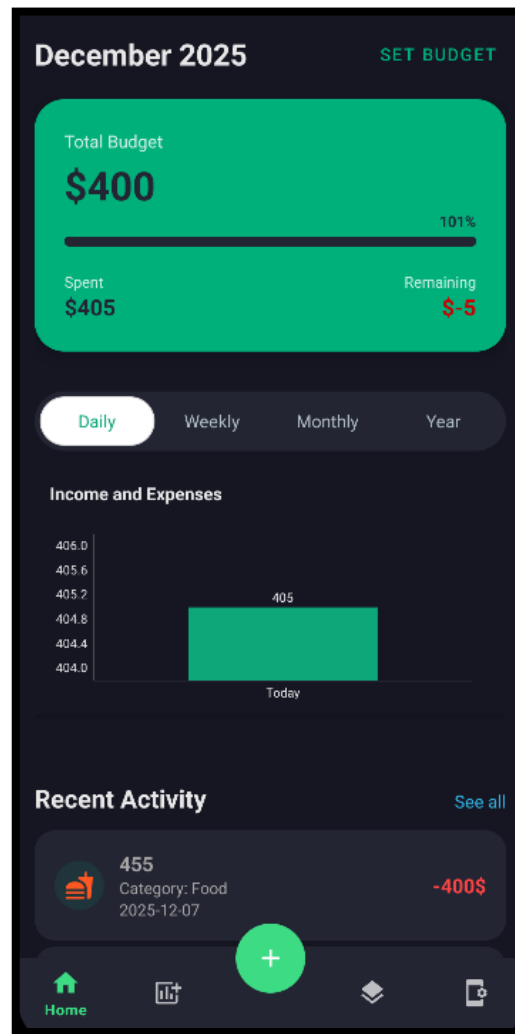 December 2025 SET BUDGET
Total Budget
$400
101%
Spent Remaining
$405 $-5
Daily Weekly Monthly Year
Income and Expenses
406.0
405.6
405.2
404.8
404.4
404.0
405
Today
Recent Activity See all
455
Category: Food -400$
2025-12-07
+
Home